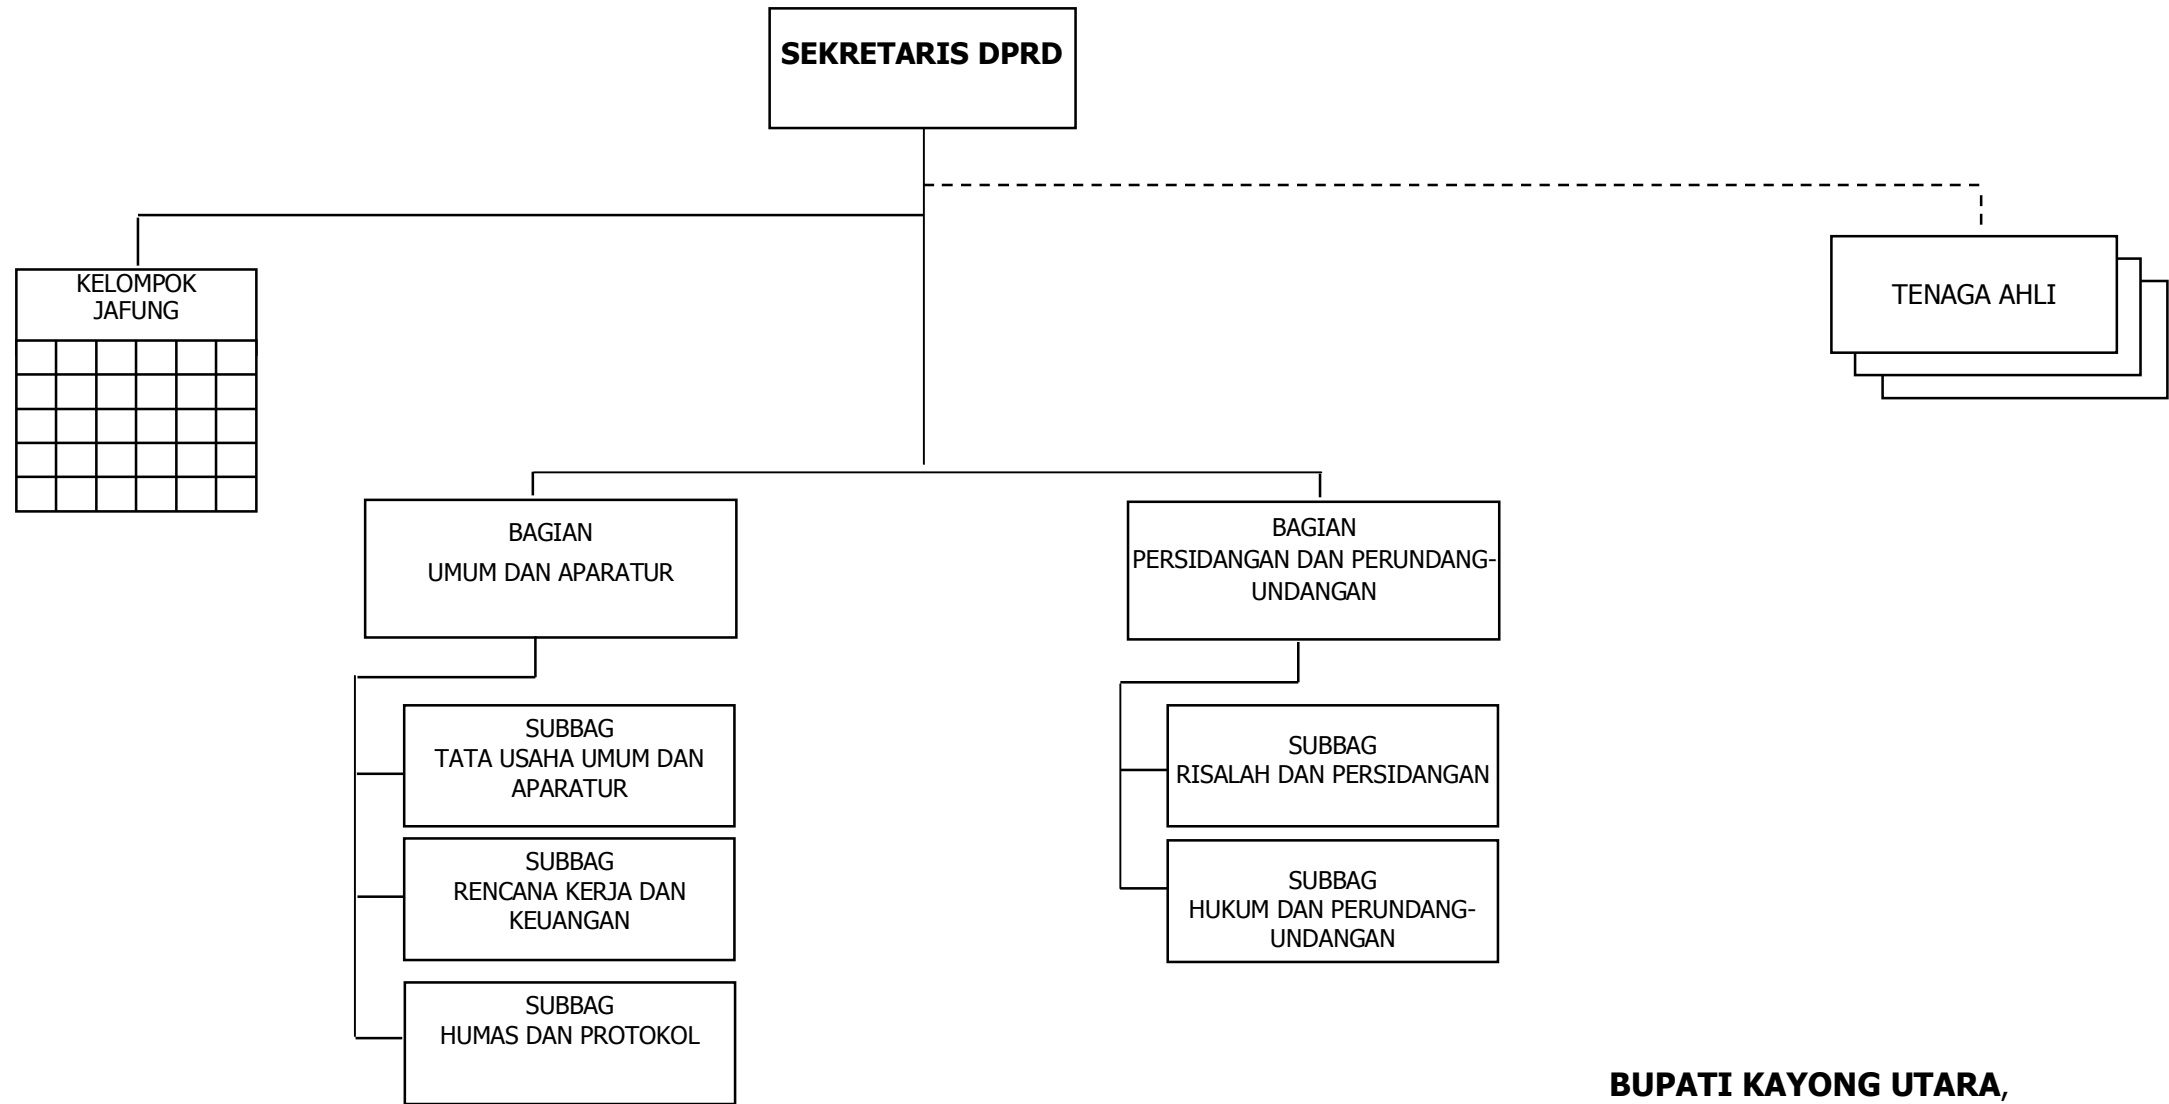 SEKRETARIS DPRD
KELOMPOK
JAFUNG
TENAGA AHLI
BAGIAN
UMUM DAN APARATUR
BAGIAN
PERSIDANGAN DAN PERUNDANG-
UNDANGAN
SUBBAG
TATA USAHA UMUM DAN
APARATUR
SUBBAG
RENCANA KERJA DAN
KEUANGAN
SUBBAG
HUMAS DAN PROTOKOL
SUBBAG
RISALAH DAN PERSIDANGAN
SUBBAG
HUKUM DAN PERUNDANG-
UNDANGAN
BUPATI KAYONG UTARA,